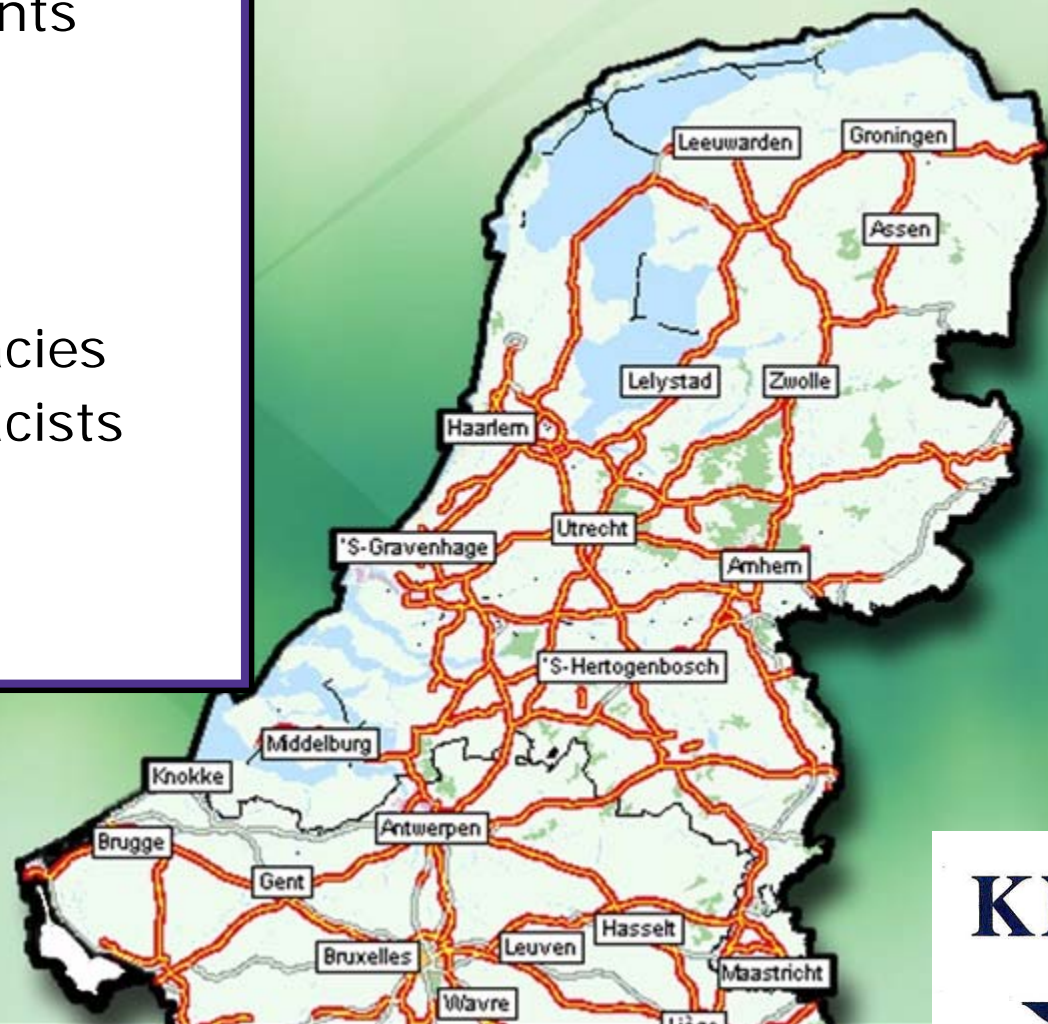 nts
cies
cists
Leeuwarden
Groningen
Assen
Lelystad
Zwolle
Haarlem
Utrecht
'S-Gravenhage
Arnhem
'S-Hertogenbosch
Middelburg
Knokke
Antwerpen
Brugge
Gent
Hasselt
Bruxelles
Leuven
Maastricht
Wavre